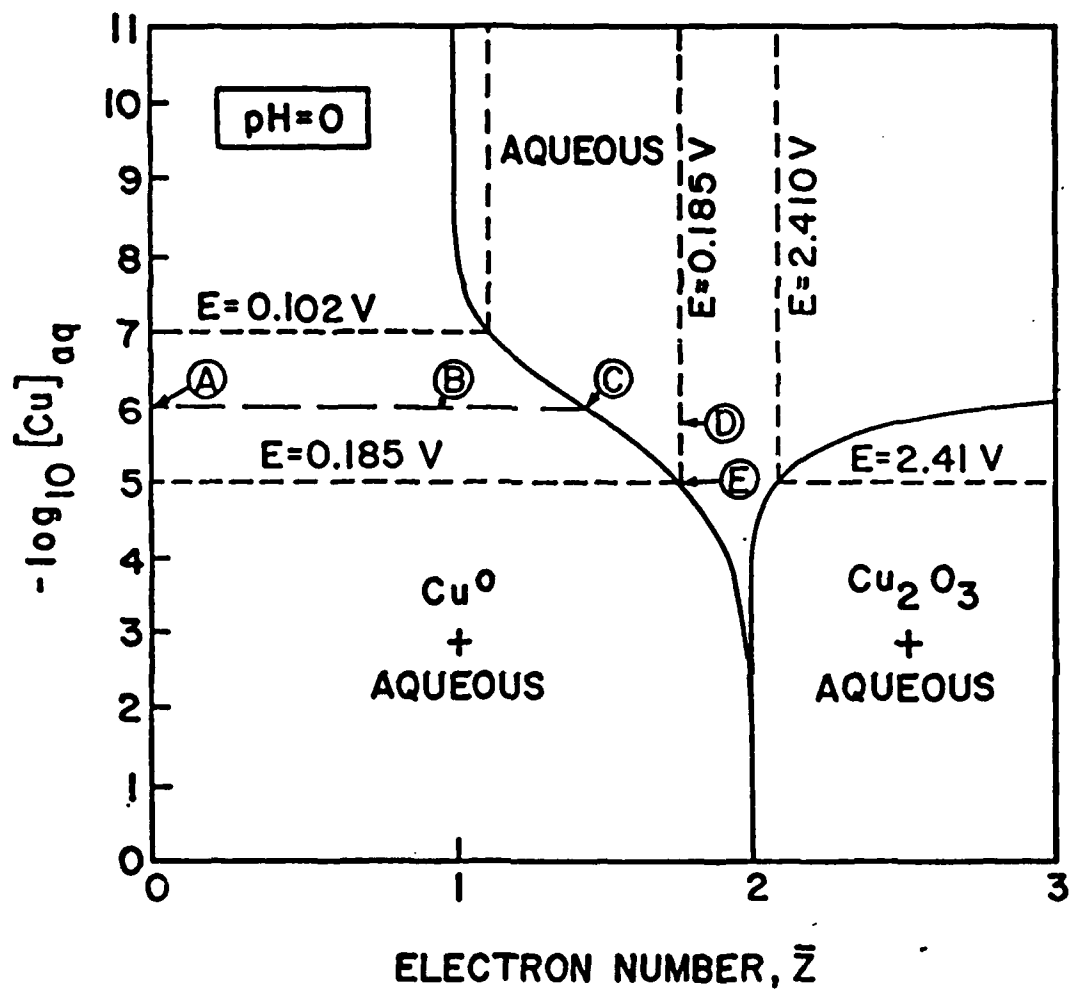 11
10
9
8
7
6
5
4
3
2
1
0
-log10 [Cu]aq
pH=0
AQUEOUS
E=0.185 V
E=2.410 V
E=0.102 V
A
B
C
D
E
E=0.185 V
E=2.41 V
Cu⁰
+
AQUEOUS
Cu₂O₃
+
AQUEOUS
0
1
2
3
ELECTRON NUMBER, Z̄